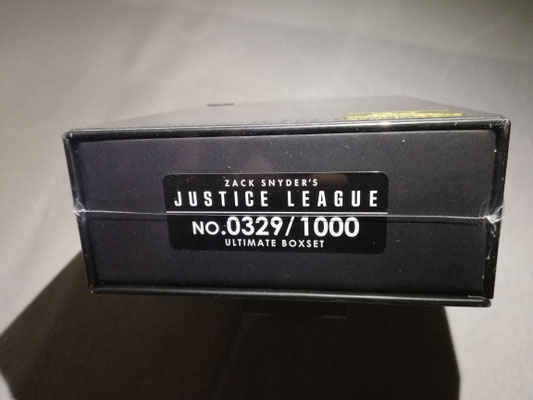 ZACK SNYDER'S
JUSTICE LEAGUE
NO.0329/1000
ULTIMATE BOXSET